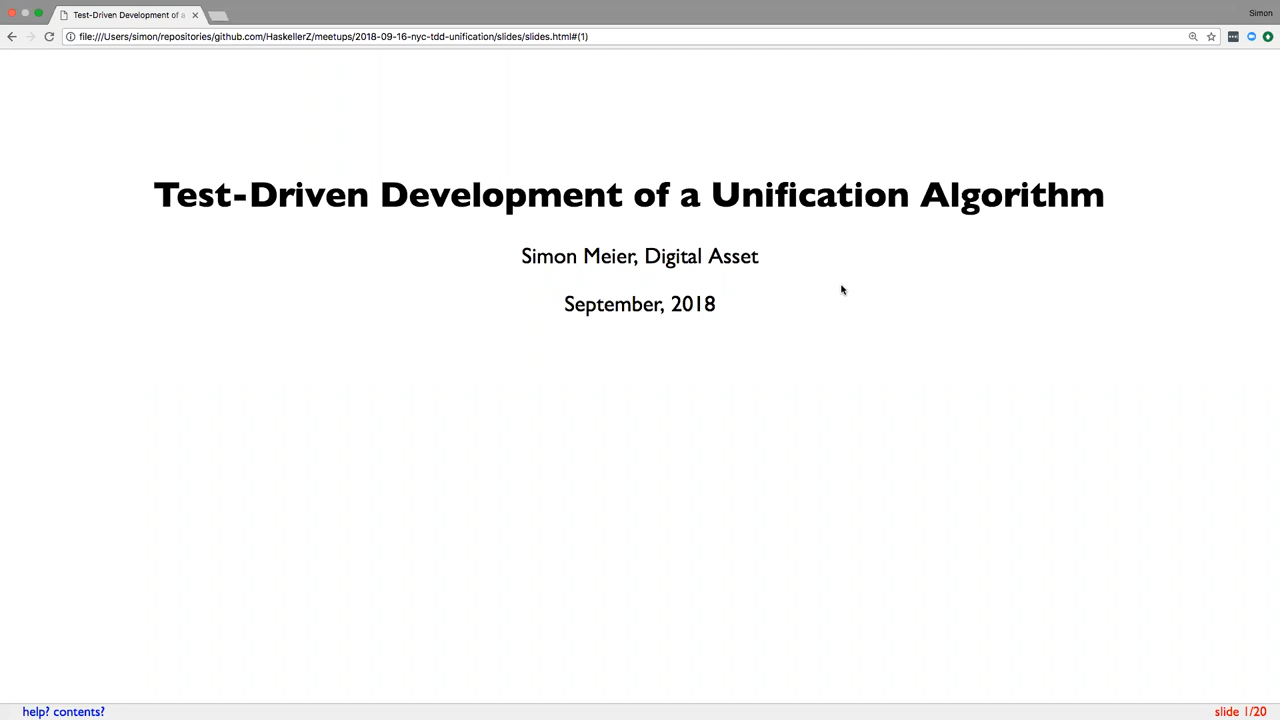 Test-Driven Development of a
Simon
file:///Users/simon/repositories/github.com/HaskellerZ/meetups/2018-09-16-nyc-tdd-unification/slides/slides.html#(1)
Test-Driven Development of a Unification Algorithm
Simon Meier, Digital Asset
September, 2018
help? contents?
slide 1/20